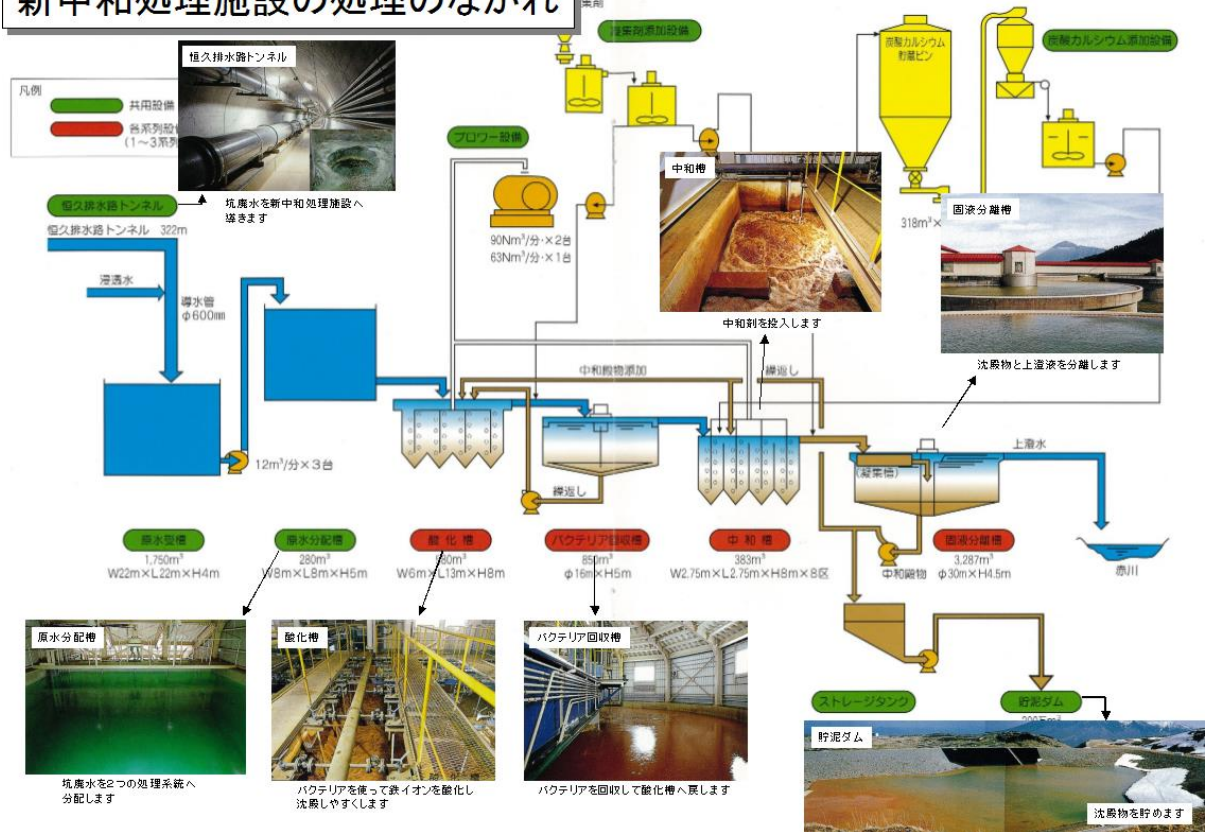 新中和処理施設の処理のながれ
集剤
凝集剤添加設備
炭酸カルシウム
貯蔵ビン
炭酸カルシウム添加設備
恒久排水路トンネル
凡例
共用設備
各系列設備
(1～3系列
ブロワー設備
中和槽
恒久排水路トンネル
坑廃水を新中和処理施設へ
導きます
固液分離槽
恒久排水路トンネル 322m
90Nm³/分・×2台
63Nm³/分・×1台
318m³×
浸透水
導水管
φ600mm
中和剤を投入します
沈殿物と上澄液を分離します
中和殿物添加
繰返し
12m³/分×3台
繰返し
(凝集槽)
上澄水
原水分配槽
280m³
W8m×L8m×H5m
酸化槽
W6m×L13m×H8m
バクテリア回収槽
φ16m×H5m
中和槽
383m³
W2.75m×L2.75m×H8m×8区
中和殿物
固液分離槽
3,287m³
φ30m×H4.5m
赤川
1,750m³
W22m×L22m×H4m
原水分配槽
酸化槽
バクテリア回収槽
ストレージタンク
貯泥ダム
貯泥ダム
坑廃水を2つの処理系統へ
分配します
バクテリアを使って鉄イオンを酸化し
沈殿しやすくします
バクテリアを回収して酸化槽へ戻します
沈殿物を貯めます